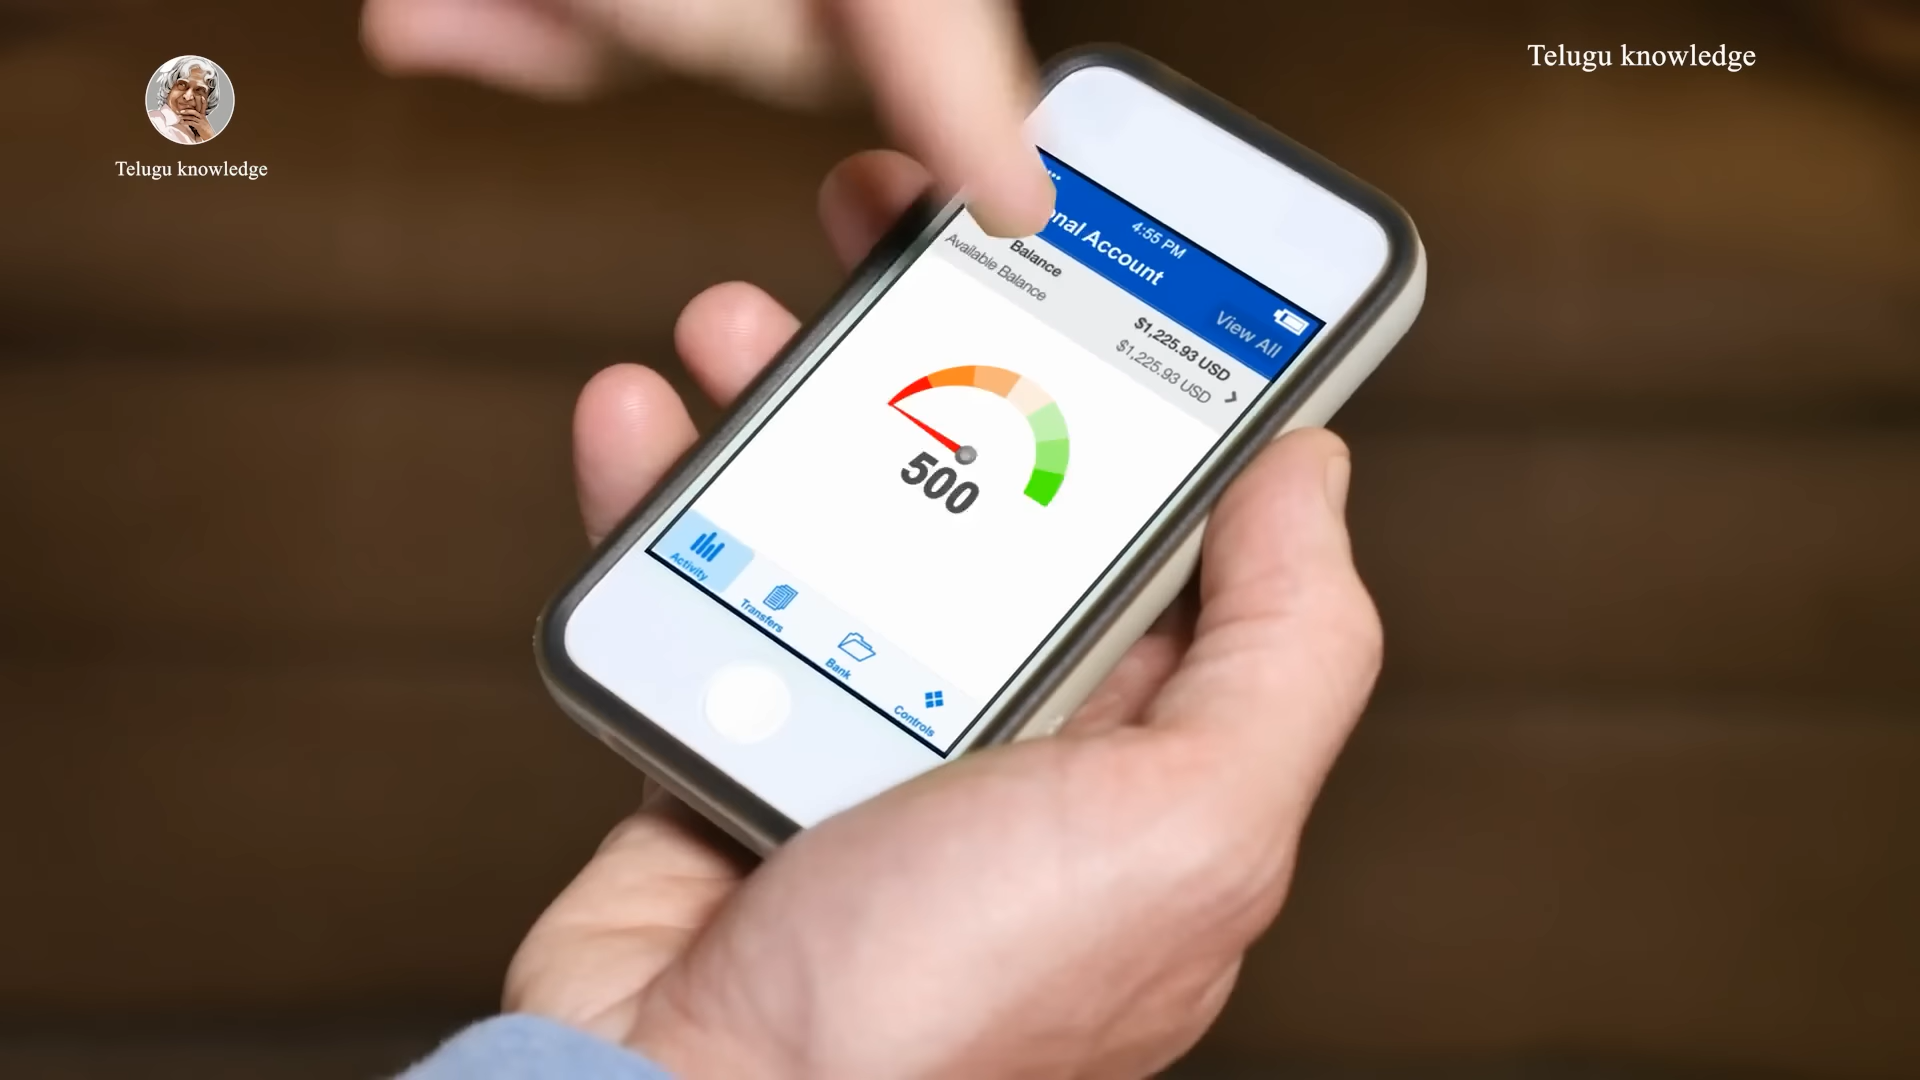 Telugu knowledge
Telugu knowledge
4:55 PM
onal Account
View All
Balance
$1,225.93 USD
Available Balance
$1,225.93 USD
500
Activity
Transfers
Bank
Controls